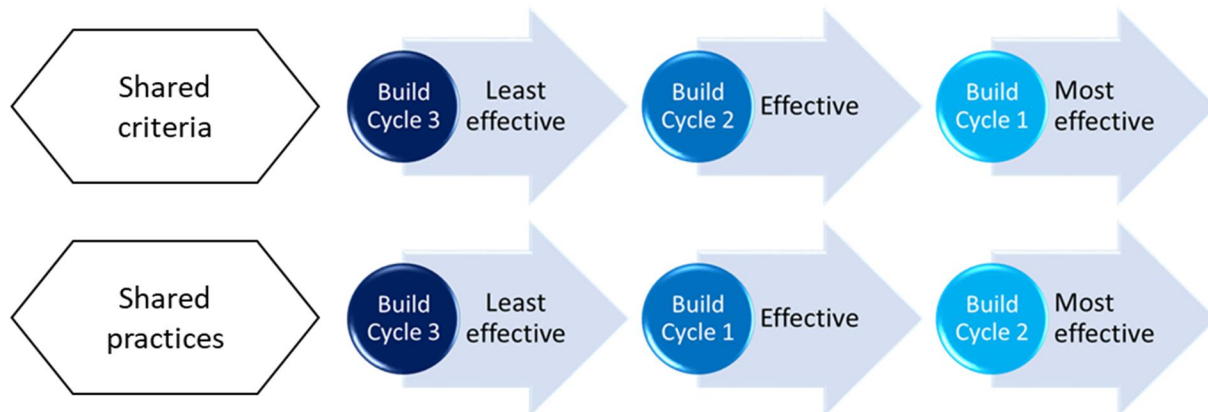 Shared
criteria
Build
Cycle 3
Least
effective
Build
Cycle 2
Effective
Build
Cycle 1
Most
effective
Shared
practices
Build
Cycle 3
Least
effective
Build
Cycle 1
Effective
Build
Cycle 2
Most
effective